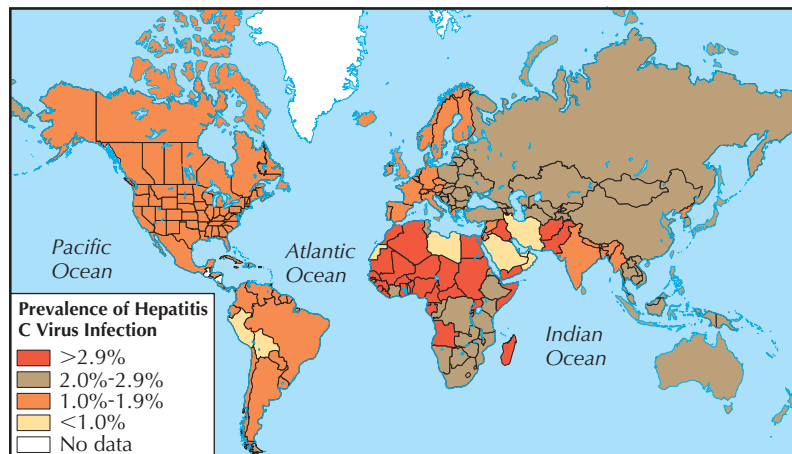 Pacific
Ocean
Atlantic
Ocean
Indian
Ocean
Prevalence of Hepatitis
C Virus Infection
>2.9%
2.0%-2.9%
1.0%-1.9%
<1.0%
No data